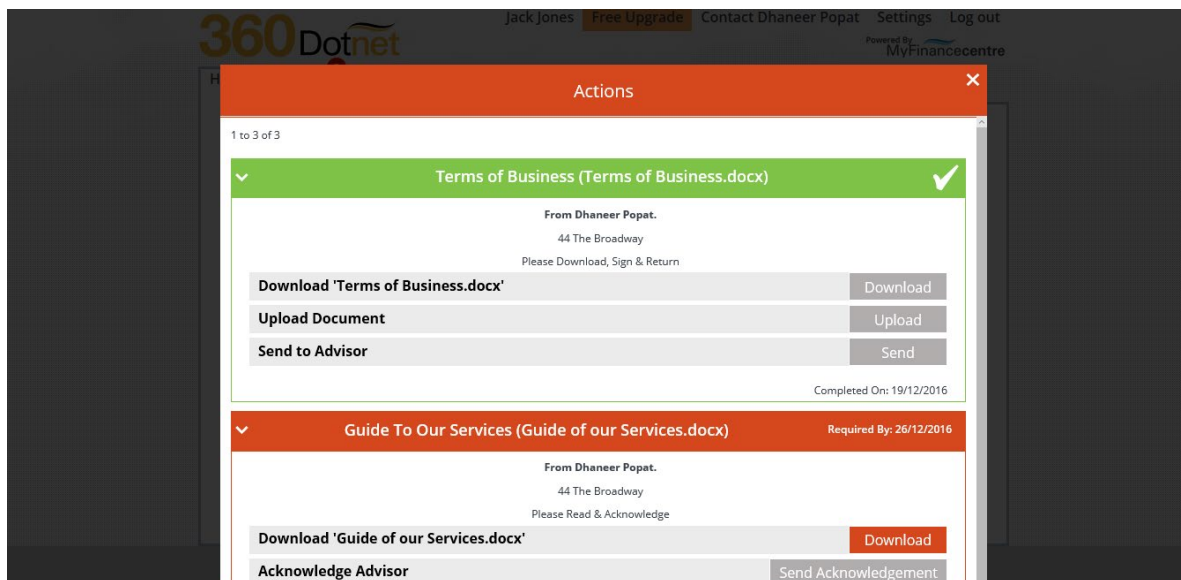 Jack Jones Free Upgrade Contact Dhaneer Popat Settings Log out
360 Dotnet
Powered By
MyFinancecentre
H
Actions
1 to 3 of 3
Terms of Business (Terms of Business.docx)
From Dhaneer Popat.
44 The Broadway
Please Download, Sign & Return
Download 'Terms of Business.docx' Download
Upload Document Upload
Send to Advisor Send
Completed On: 19/12/2016
Guide To Our Services (Guide of our Services.docx) Required By: 26/12/2016
From Dhaneer Popat.
44 The Broadway
Please Read & Acknowledge
Download 'Guide of our Services.docx' Download
Acknowledge Advisor Send Acknowledgement